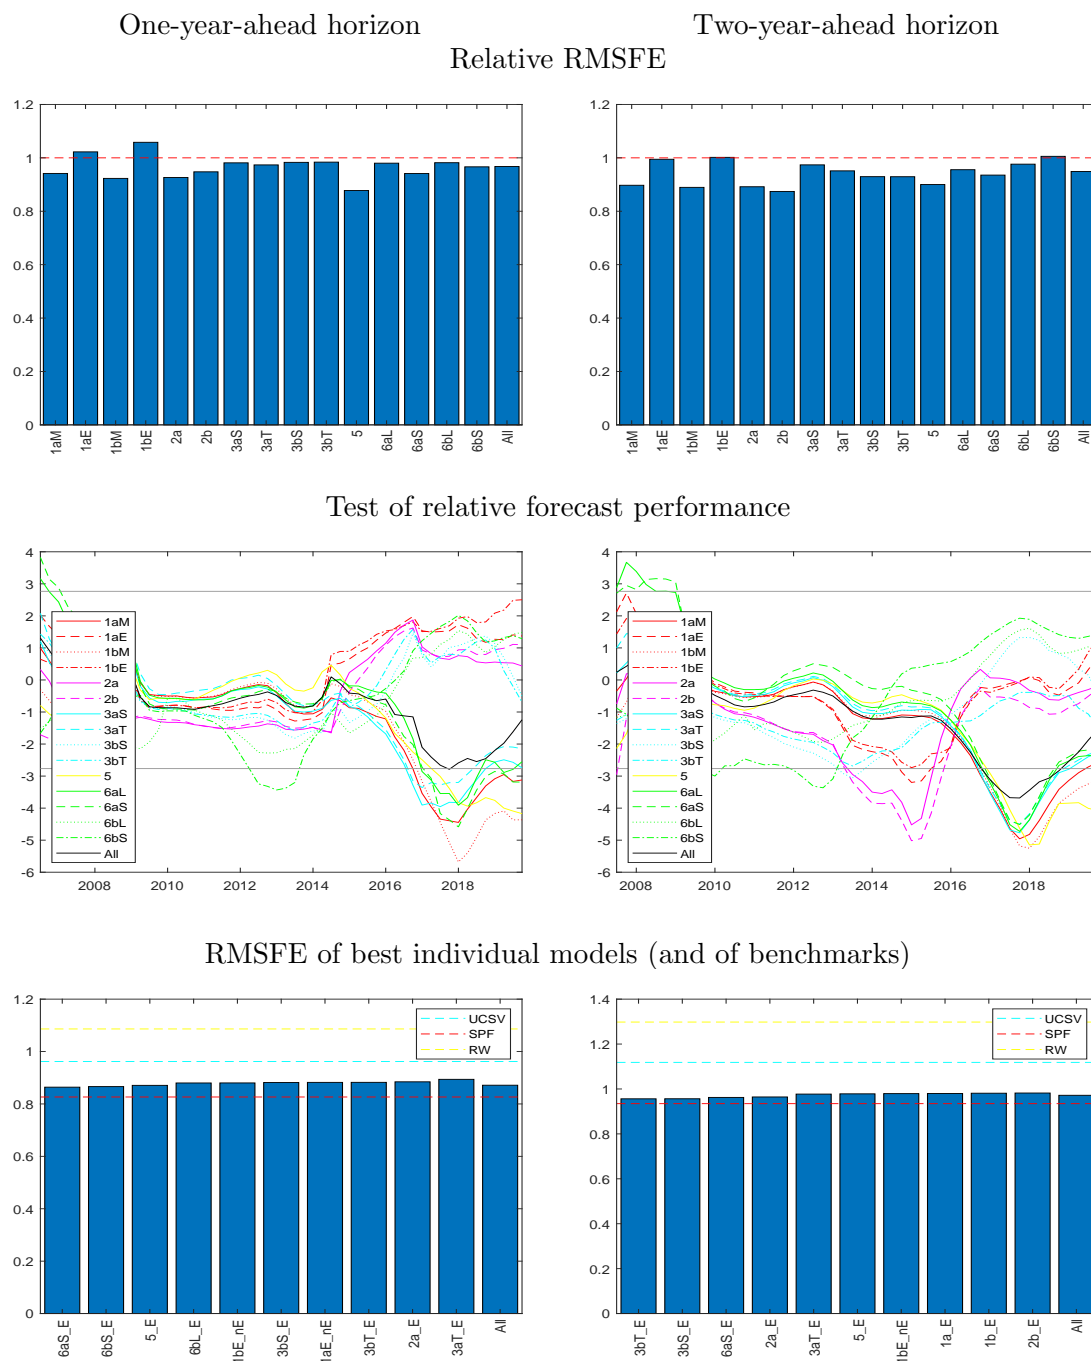 One-year-ahead horizon
Two-year-ahead horizon
Relative RMSFE
1.2
1
0.8
0.6
0.4
0.2
0
1aM
1aE
1bM
1bE
2a
2b
3aS
3aT
3bS
3bT
5
6aL
6aS
6bL
6bS
All
1.2
1
0.8
0.6
0.4
0.2
0
1aM
1aE
1bM
1bE
2a
2b
3aS
3aT
3bS
3bT
5
6aL
6aS
6bL
6bS
All
Test of relative forecast performance
4
3
2
1
0
-1
-2
-3
-4
-5
-6
1aM
1aE
1bM
1bE
2a
2b
3aS
3aT
3bS
3bT
5
6aL
6aS
6bL
6bS
All
2008
2010
2012
2014
2016
2018
4
3
2
1
0
-1
-2
-3
-4
-5
-6
1aM
1aE
1bM
1bE
2a
2b
3aS
3aT
3bS
3bT
5
6aL
6aS
6bL
6bS
All
2008
2010
2012
2014
2016
2018
RMSFE of best individual models (and of benchmarks)
1.2
1
0.8
0.6
0.4
0.2
0
UCSV
SPF
RW
6aS_E
6bS_E
5_E
6bL_E
1bE_nE
3bS_E
1aE_nE
3bT_E
2a_E
3aT_E
All
1.4
1.2
1
0.8
0.6
0.4
0.2
0
UCSV
SPF
RW
3bT_E
3bS_E
6aS_E
2a_E
3aT_E
5_E
1bE_nE
1a_E
1b_E
2b_E
All